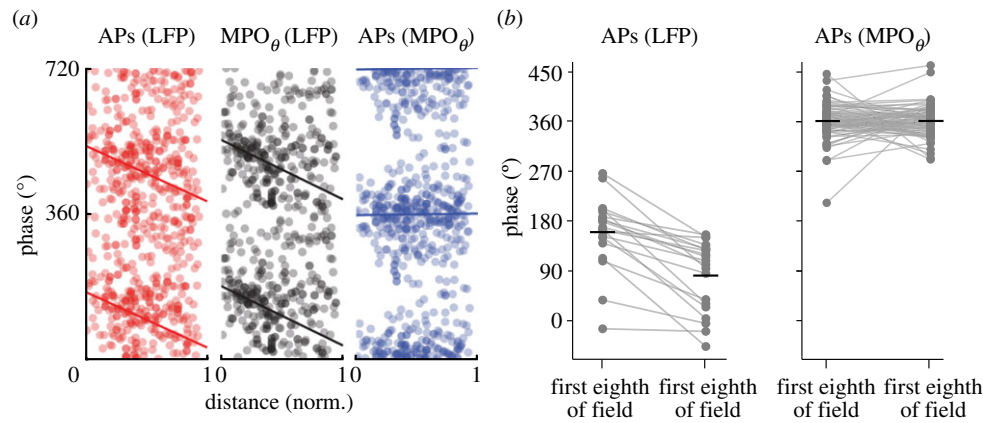 (a)
APs (LFP) MPOθ (LFP) APs (MPOθ)
720
360
phase (°)
0 1 0 1 0 1
distance (norm.)
(b)
APs (LFP) APs (MPOθ)
450
360
270
180
90
0
phase (°)
first eighth of field first eighth of field first eighth of field first eighth of field